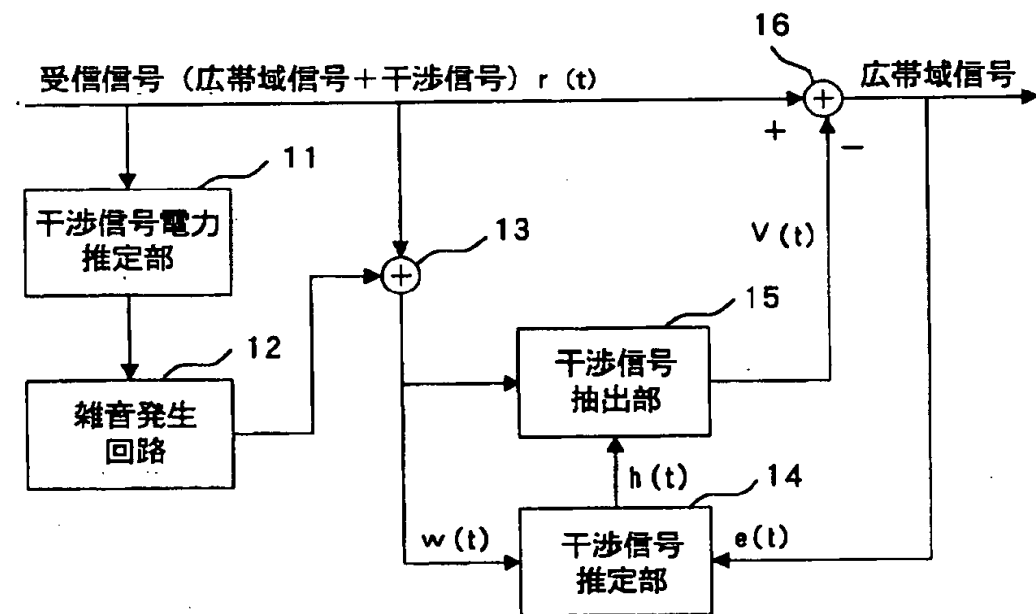 16
受信信号（広帯域信号＋干渉信号）r(t)
広帯域信号
+
+
−
11
干渉信号電力
推定部
13
+
V(t)
15
12
干渉信号
抽出部
雑音発生
回路
h(t)
14
w(t)
干渉信号
推定部
e(t)